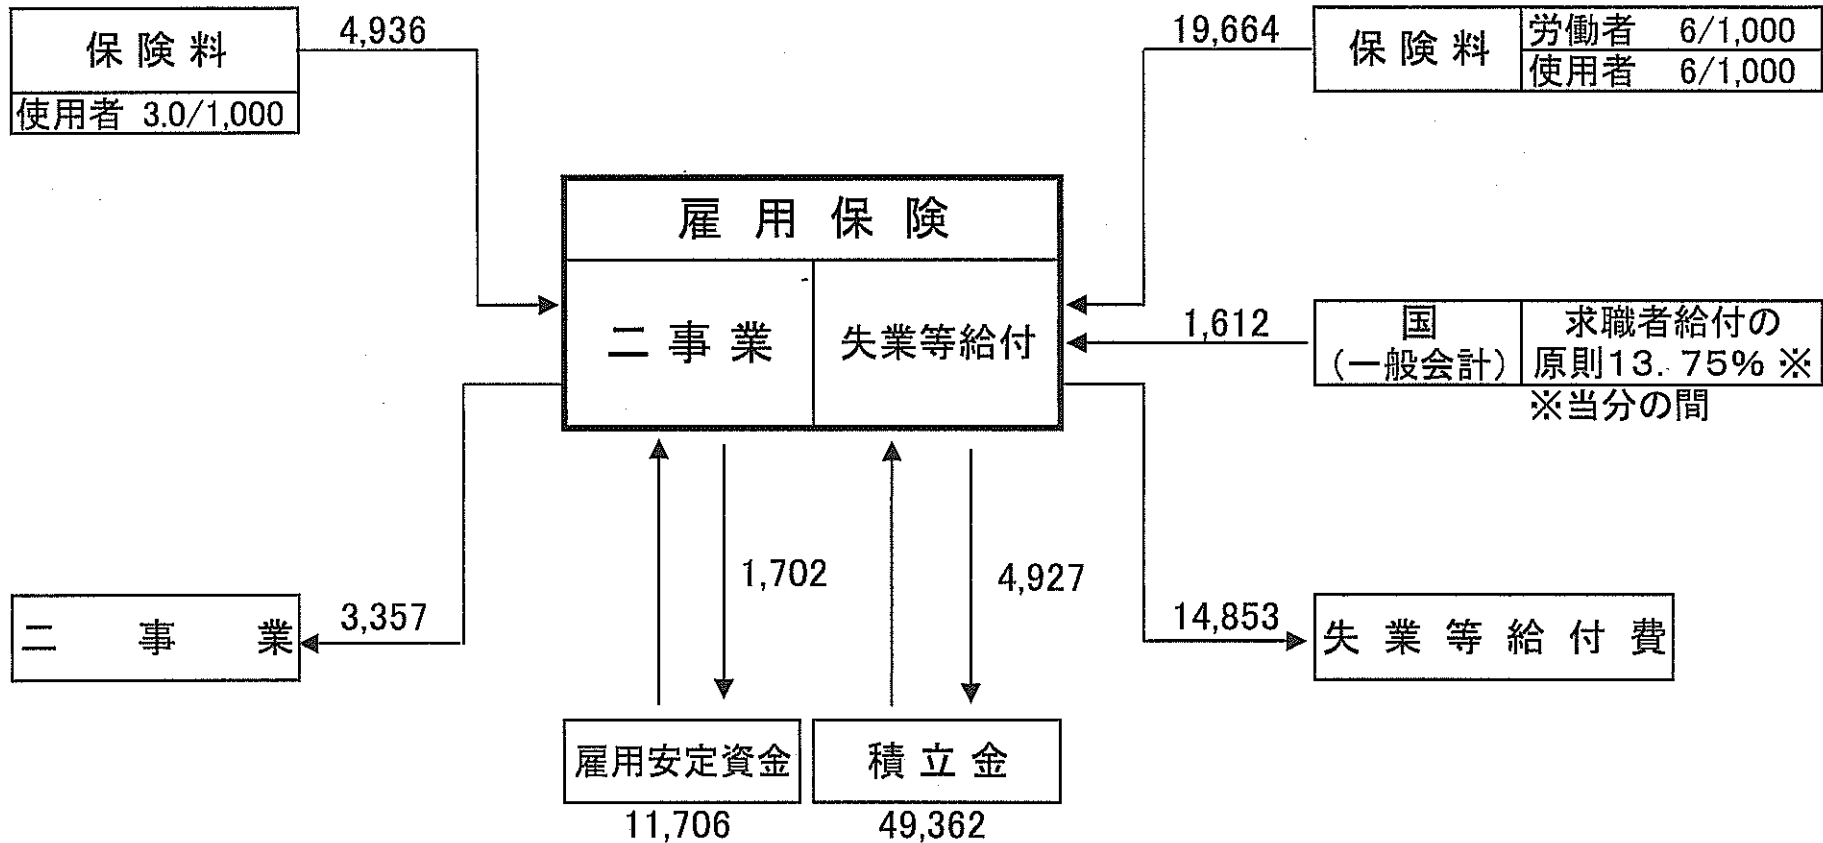 保険料
使用者 3.0/1,000
4,936
19,664
保険料
労働者 6/1,000
使用者 6/1,000
雇用保険
二事業
失業等給付
1,612
国
(一般会計)
求職者給付の
原則13.75% ※
※当分の間
1,702
4,927
二事業
3,357
14,853
失業等給付費
雇用安定資金
11,706
積立金
49,362